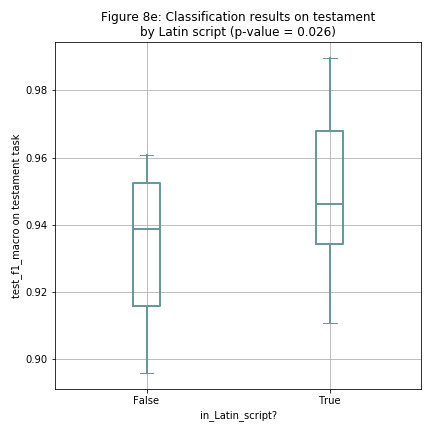 Figure 8e: Classification results on testament
by Latin script (p-value = 0.026)
test_f1_macro on testament task
0.98
0.96
0.94
0.92
0.90
False
True
in_Latin_script?